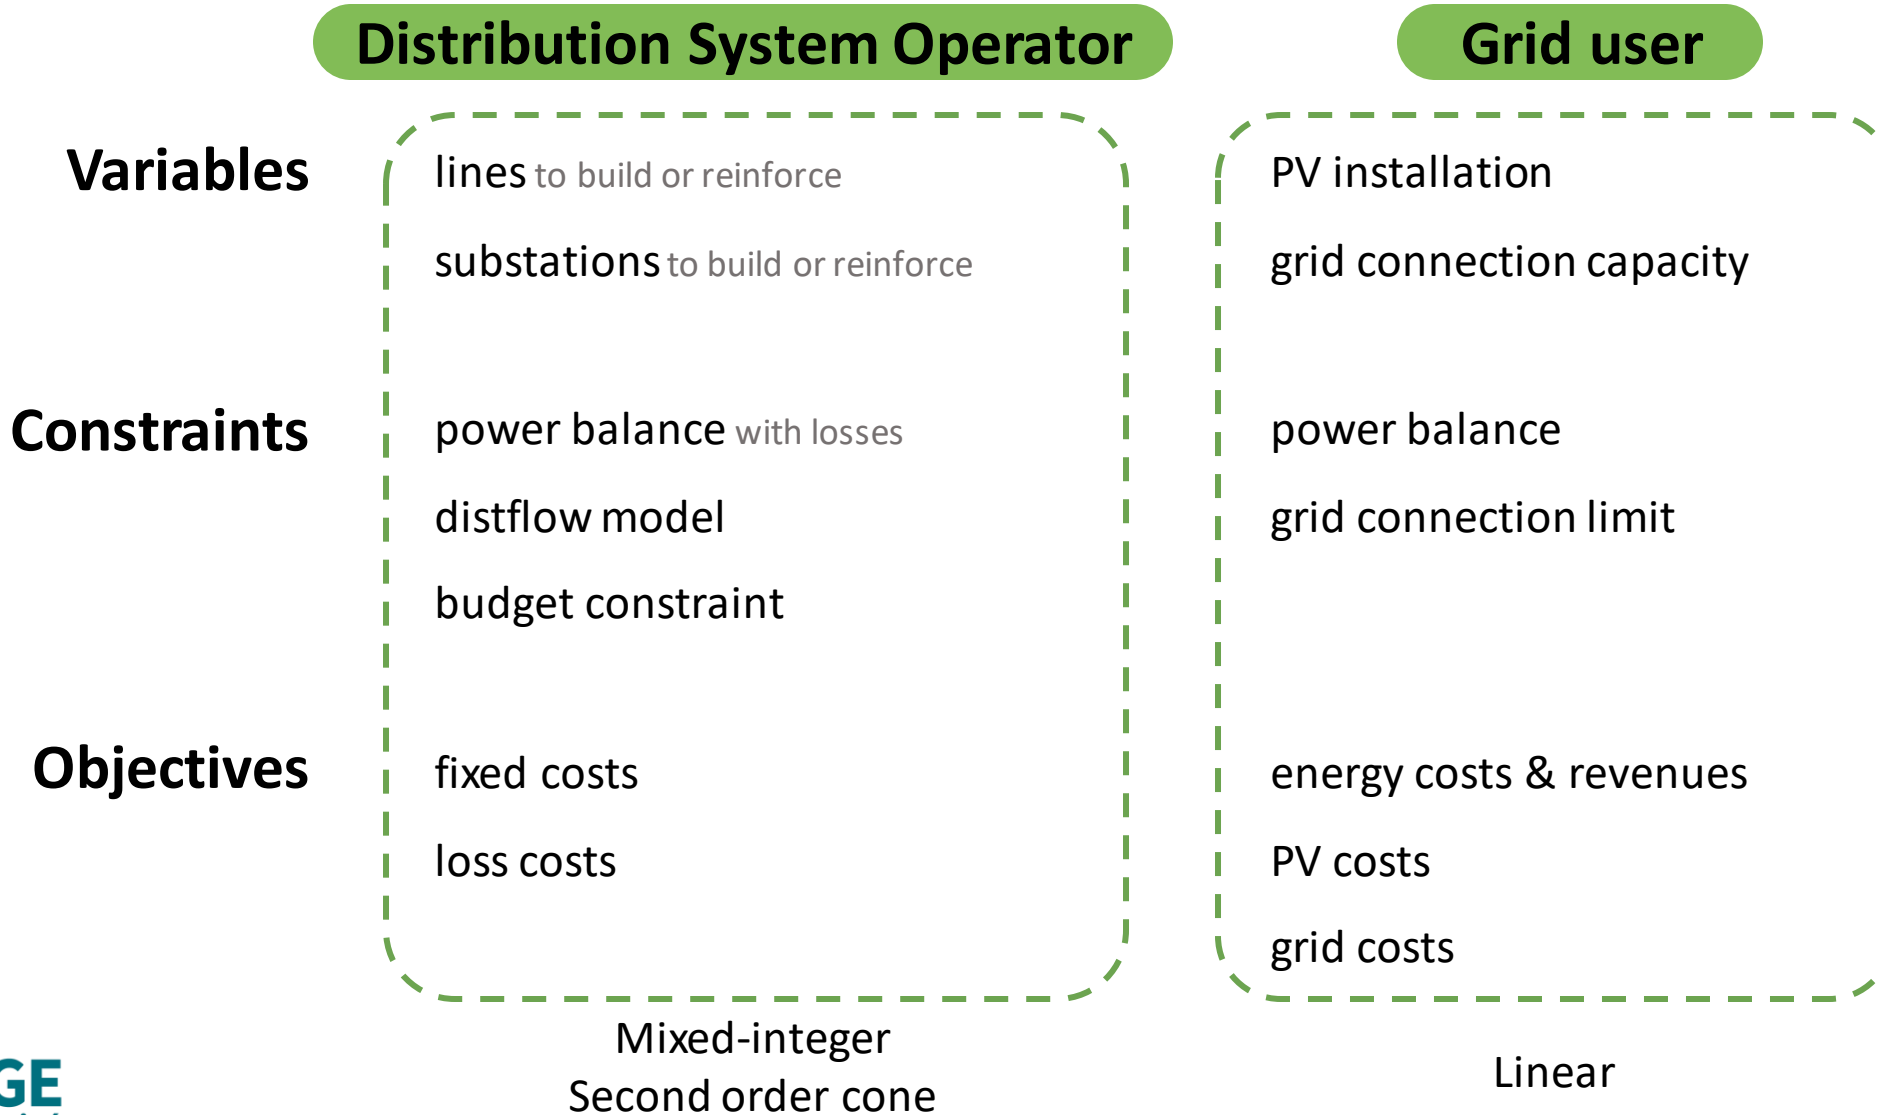 Distribution System Operator
Grid user
Variables
lines to build or reinforce
PV installation
substations to build or reinforce
grid connection capacity
Constraints
power balance with losses
power balance
distflow model
grid connection limit
budget constraint
Objectives
fixed costs
energy costs & revenues
loss costs
PV costs
grid costs
Mixed-integer
Second order cone
Linear
GE